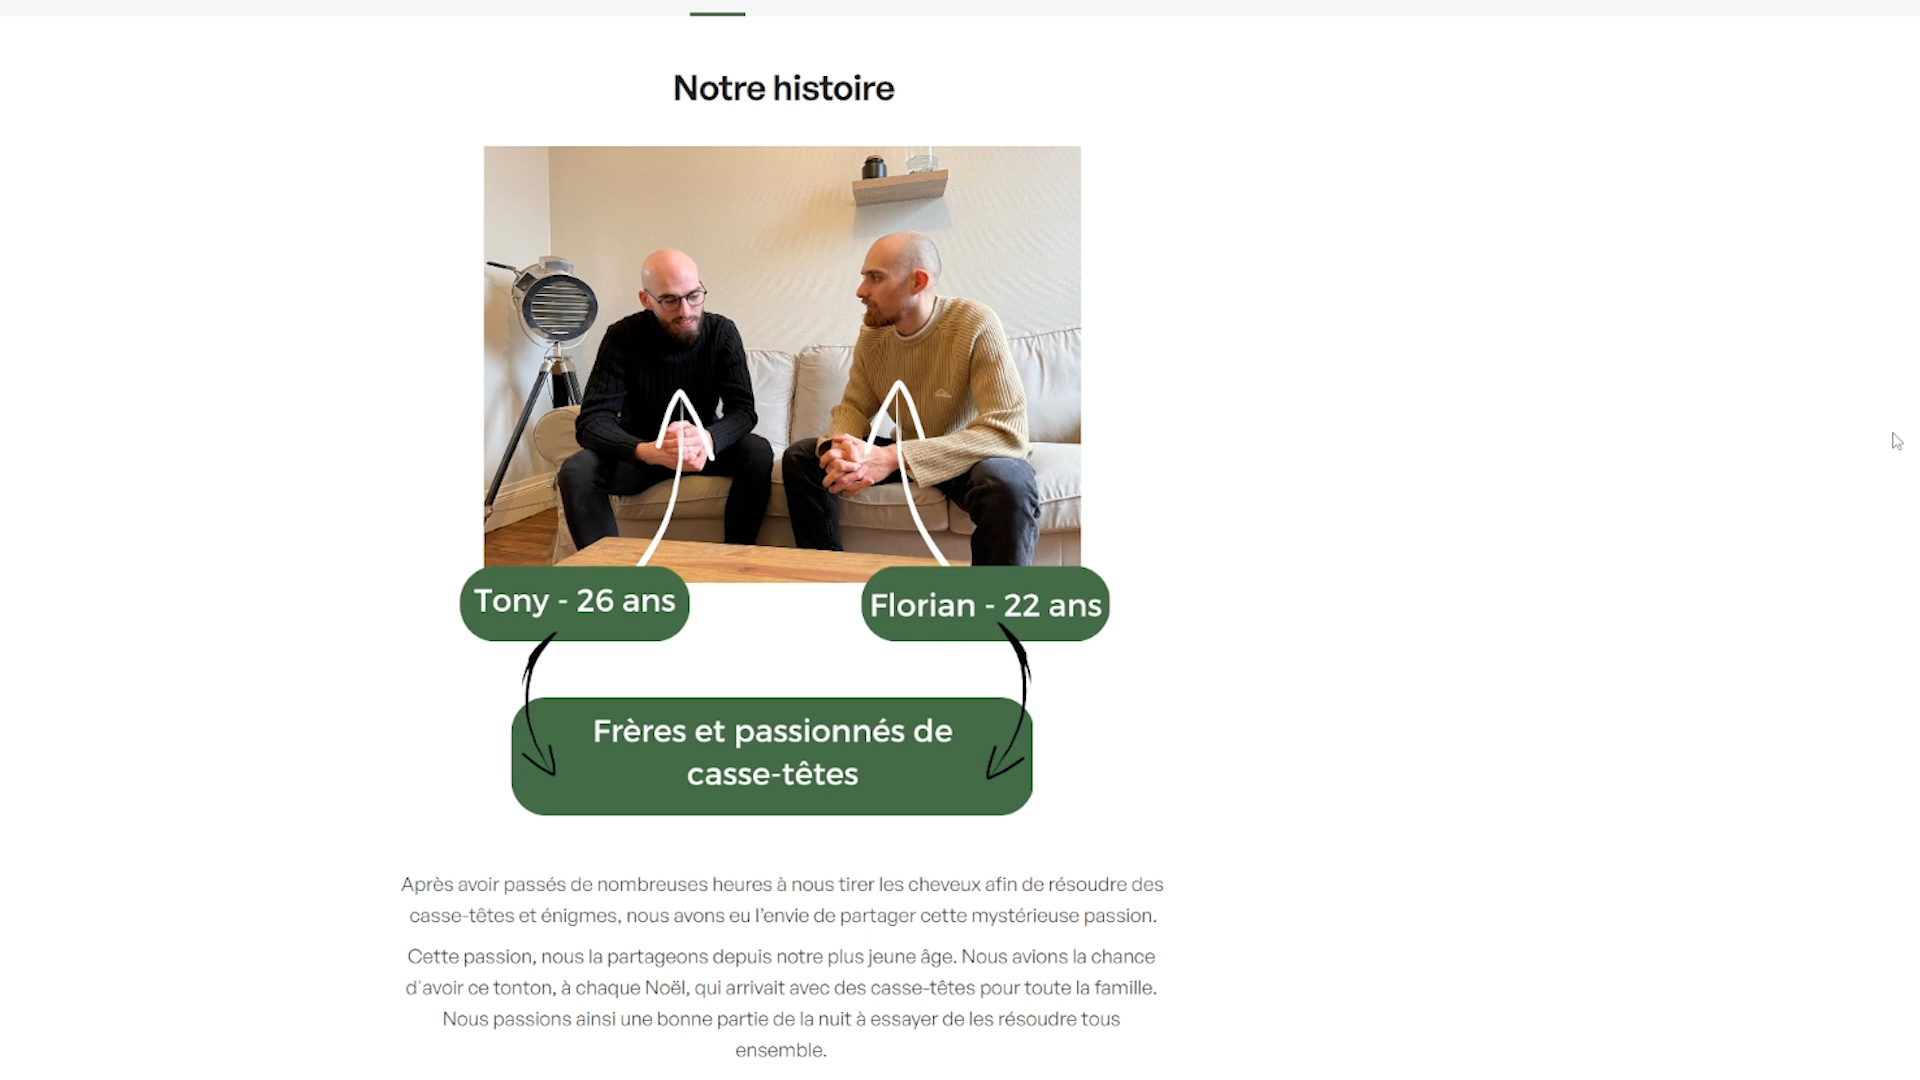 Notre histoire
Tony - 26 ans
Florian - 22 ans
Frères et passionnés de
casse-têtes
Après avoir passés de nombreuses heures à nous tirer les cheveux afin de résoudre des
casse-têtes et énigmes, nous avons eu l'envie de partager cette mystérieuse passion.
Cette passion, nous la partageons depuis notre plus jeune âge. Nous avions la chance
d'avoir ce tonton, à chaque Noël, qui arrivait avec des casse-têtes pour toute la famille.
Nous passions ainsi une bonne partie de la nuit à essayer de les résoudre tous
ensemble.